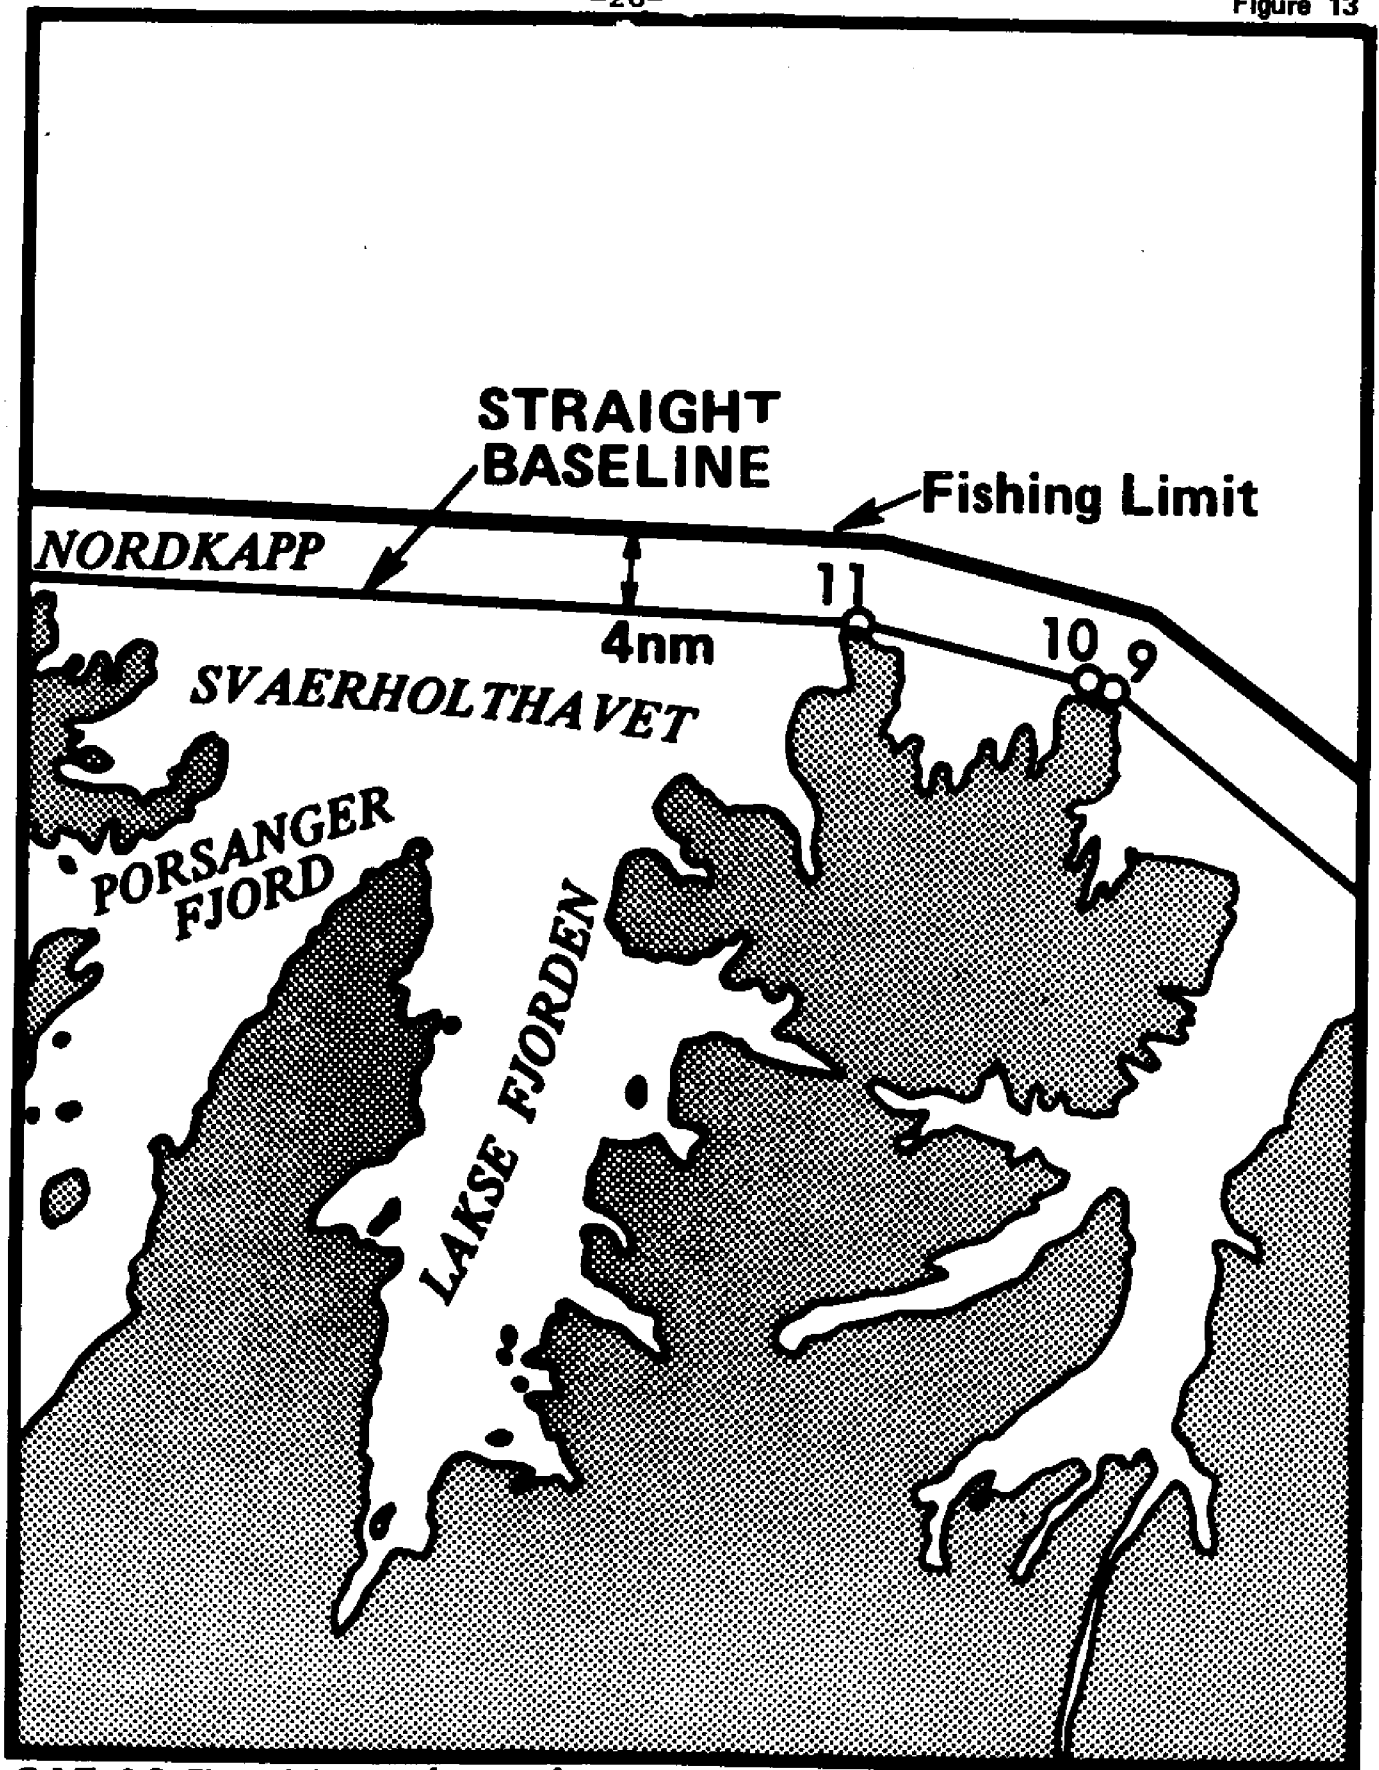 Figure 13
STRAIGHT
BASELINE
Fishing Limit
NORDKAPP
11
4nm
10
9
SVAERHOLTHAVET
PORSANGER
FJORD
LAKSE FJORDEN